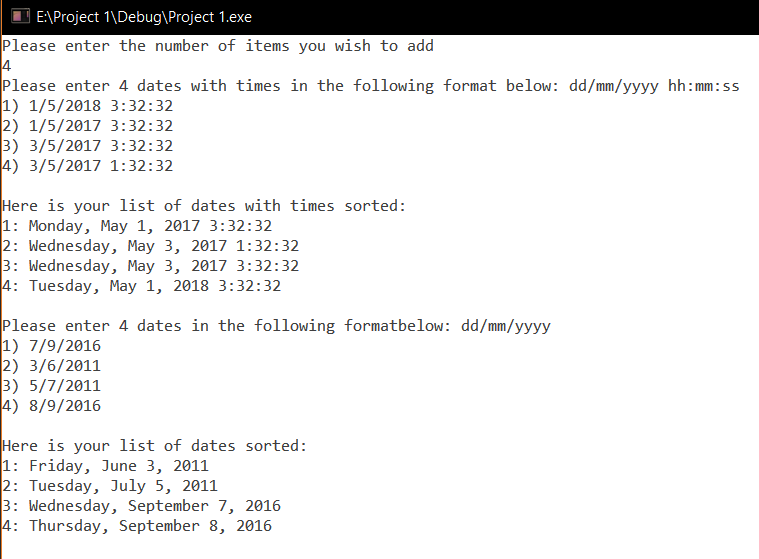 E:\Project 1\Debug\Project 1.exe
Please enter the number of items you wish to add
4
Please enter 4 dates with times in the following format below: dd/mm/yyyy hh:mm:ss
1) 1/5/2018 3:32:32
2) 1/5/2017 3:32:32
3) 3/5/2017 3:32:32
4) 3/5/2017 1:32:32
Here is your list of dates with times sorted:
1: Monday, May 1, 2017 3:32:32
2: Wednesday, May 3, 2017 1:32:32
3: Wednesday, May 3, 2017 3:32:32
4: Tuesday, May 1, 2018 3:32:32
Please enter 4 dates in the following formatbelow: dd/mm/yyyy
1) 7/9/2016
2) 3/6/2011
3) 5/7/2011
4) 8/9/2016
Here is your list of dates sorted:
1: Friday, June 3, 2011
2: Tuesday, July 5, 2011
3: Wednesday, September 7, 2016
4: Thursday, September 8, 2016